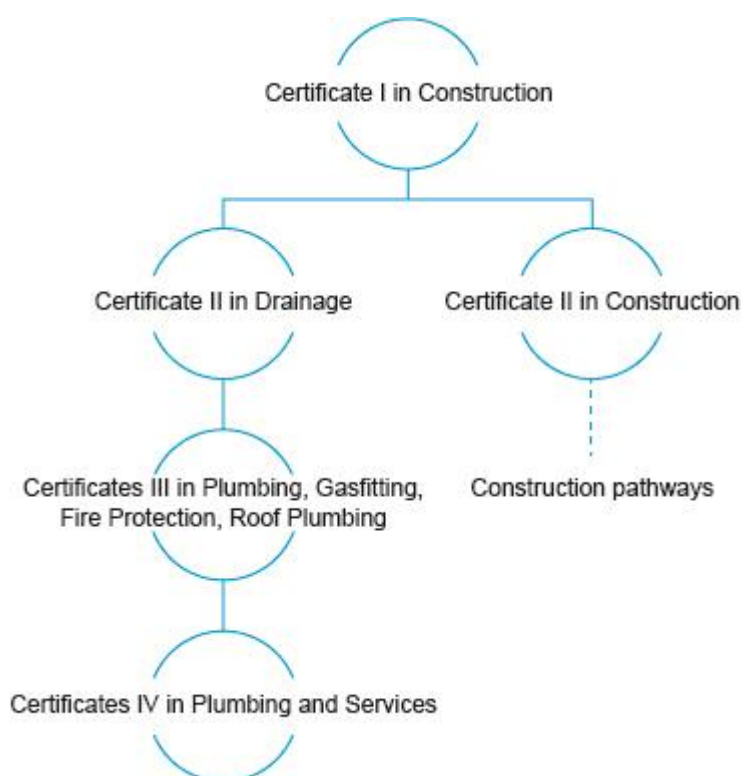 Certificate I in Construction
Certificate II in Drainage
Certificate II in Construction
Certificates III in Plumbing, Gasfitting,
Fire Protection, Roof Plumbing
Construction pathways
Certificates IV in Plumbing and Services